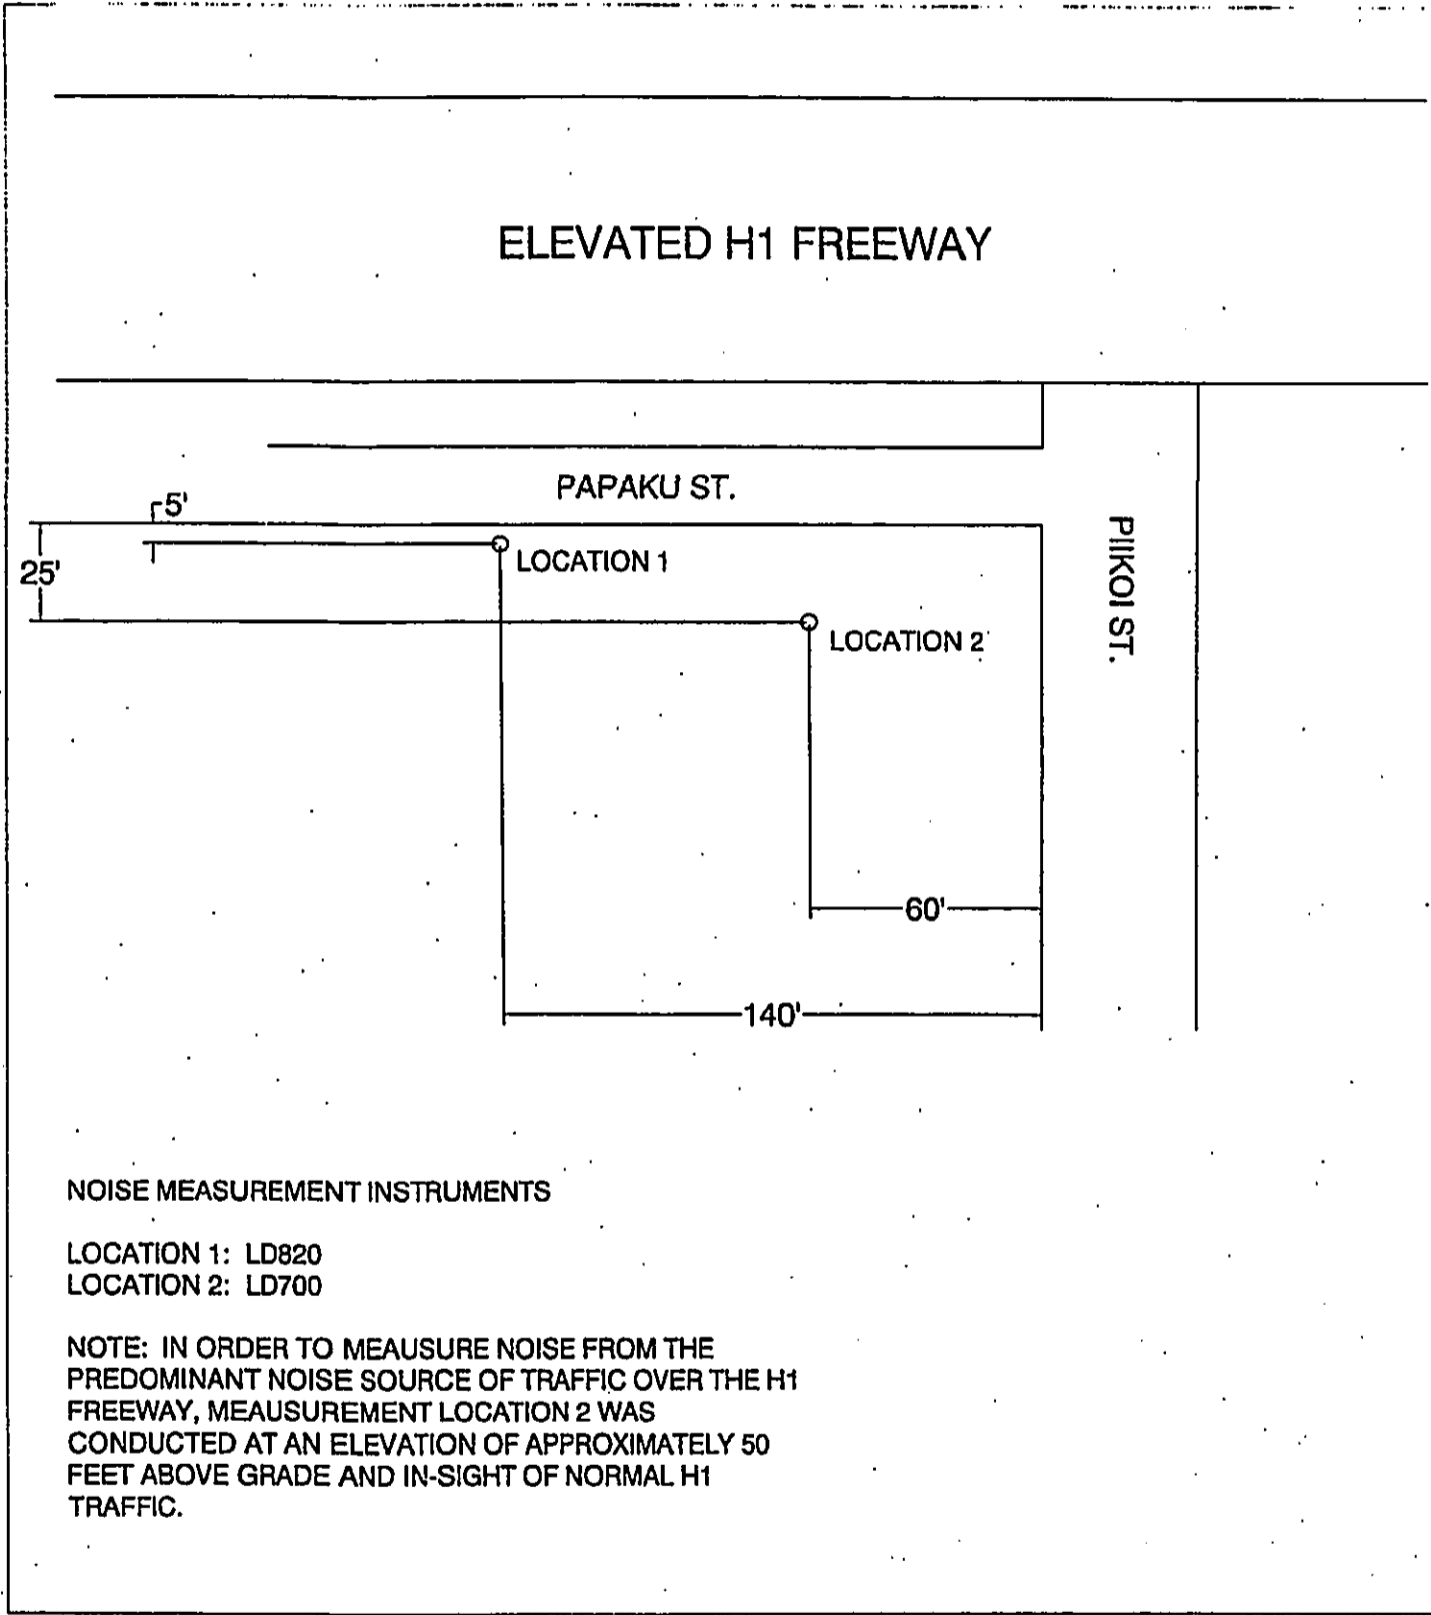 ELEVATED H1 FREEWAY
PAPAKU ST.
5'
25'
LOCATION 1
PIIKOI ST.
LOCATION 2
60'
140'
NOISE MEASUREMENT INSTRUMENTS
LOCATION 1: LD820
LOCATION 2: LD700
NOTE: IN ORDER TO MEAUSURE NOISE FROM THE
PREDOMINANT NOISE SOURCE OF TRAFFIC OVER THE H1
FREEWAY, MEAUSUREMENT LOCATION 2 WAS
CONDUCTED AT AN ELEVATION OF APPROXIMATELY 50
FEET ABOVE GRADE AND IN-SIGHT OF NORMAL H1
TRAFFIC.